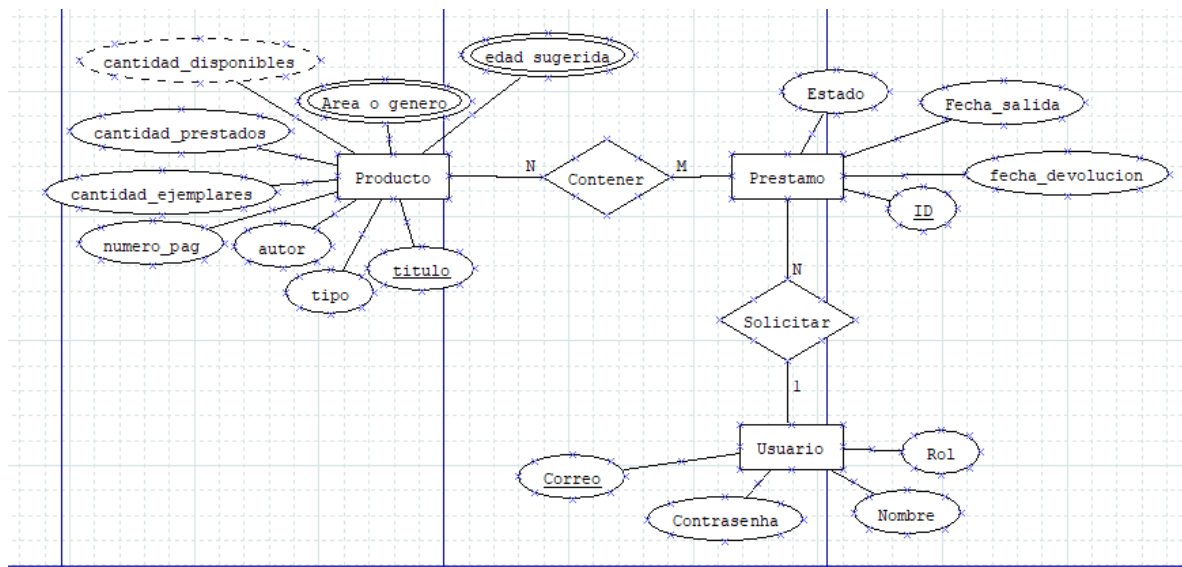 cantidad_disponibles
edad sugerida
Area o genero
Estado
Fecha_salida
cantidad_prestados
N
M
Producto
Contener
Prestamo
fecha_devolucion
cantidad_ejemplares
ID
numero_pag
autor
titulo
tipo
N
Solicitar
1
Usuario
Rol
Correo
Contrasenha
Nombre